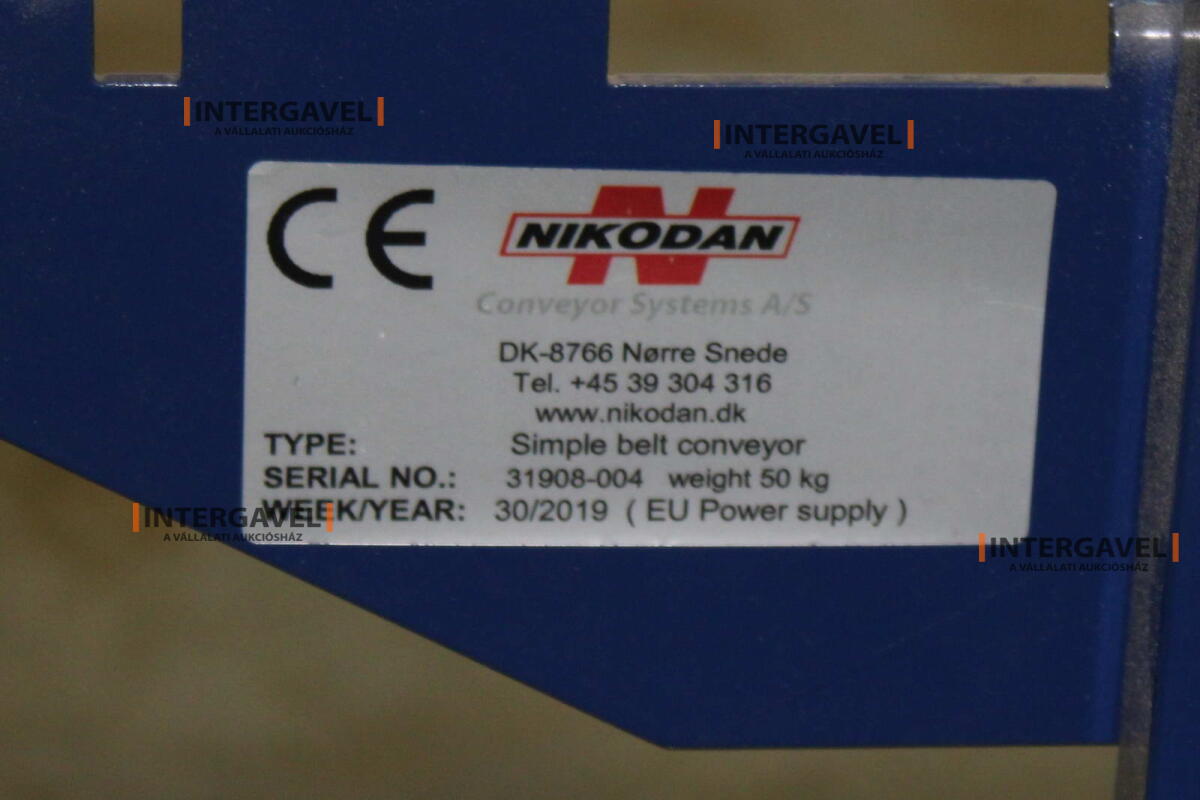 INTERGAVEL
A VÁLLALATI AUKCIÓSHÁZ
INTERGAVEL
A VÁLLALATI AUKCIÓSHÁZ
CE
N
NIKODAN
Conveyor Systems A/S
DK-8766 Nørre Snede
Tel. +45 39 304 316
www.nikodan.dk
TYPE: Simple belt conveyor
SERIAL NO.: 31908-004 weight 50 kg
WEEK/YEAR: 30/2019 ( EU Power supply )
INTERGAVEL
A VÁLLALATI AUKCIÓSHÁZ
INTERGAVEL
A VÁLLALATI AUKCIÓSHÁZ